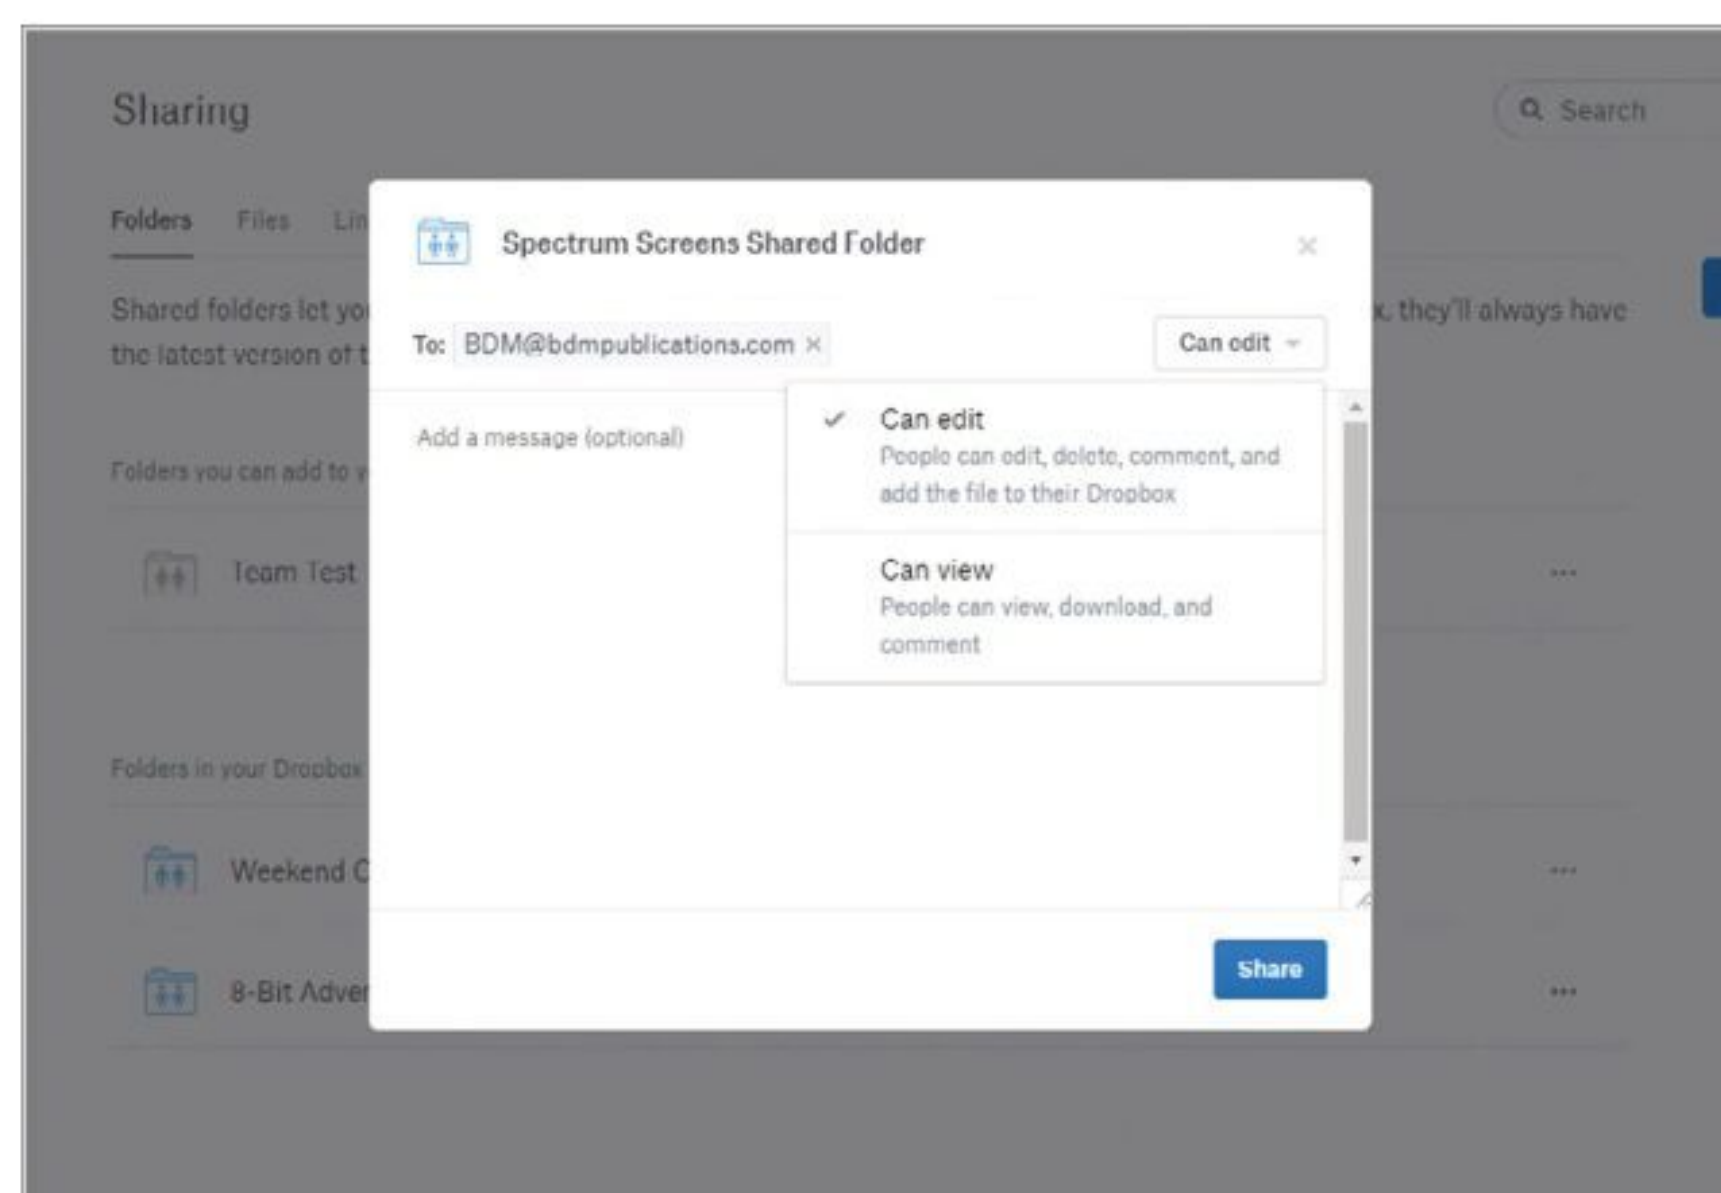 Sharing
Search
Folders Files Lin
Spectrum Screens Shared Folder
Shared folders let you
x, they'll always have
the latest version of t
To: BDM@bdmpublications.com ×
Can edit
Can edit
People can edit, delete, comment, and
add the file to their Dropbox
Add a message (optional)
Can view
People can view, download, and
comment
Folders you can add to y
Team Test
Folders in your Dropbox
Weekend G
8-Bit Adver
Share